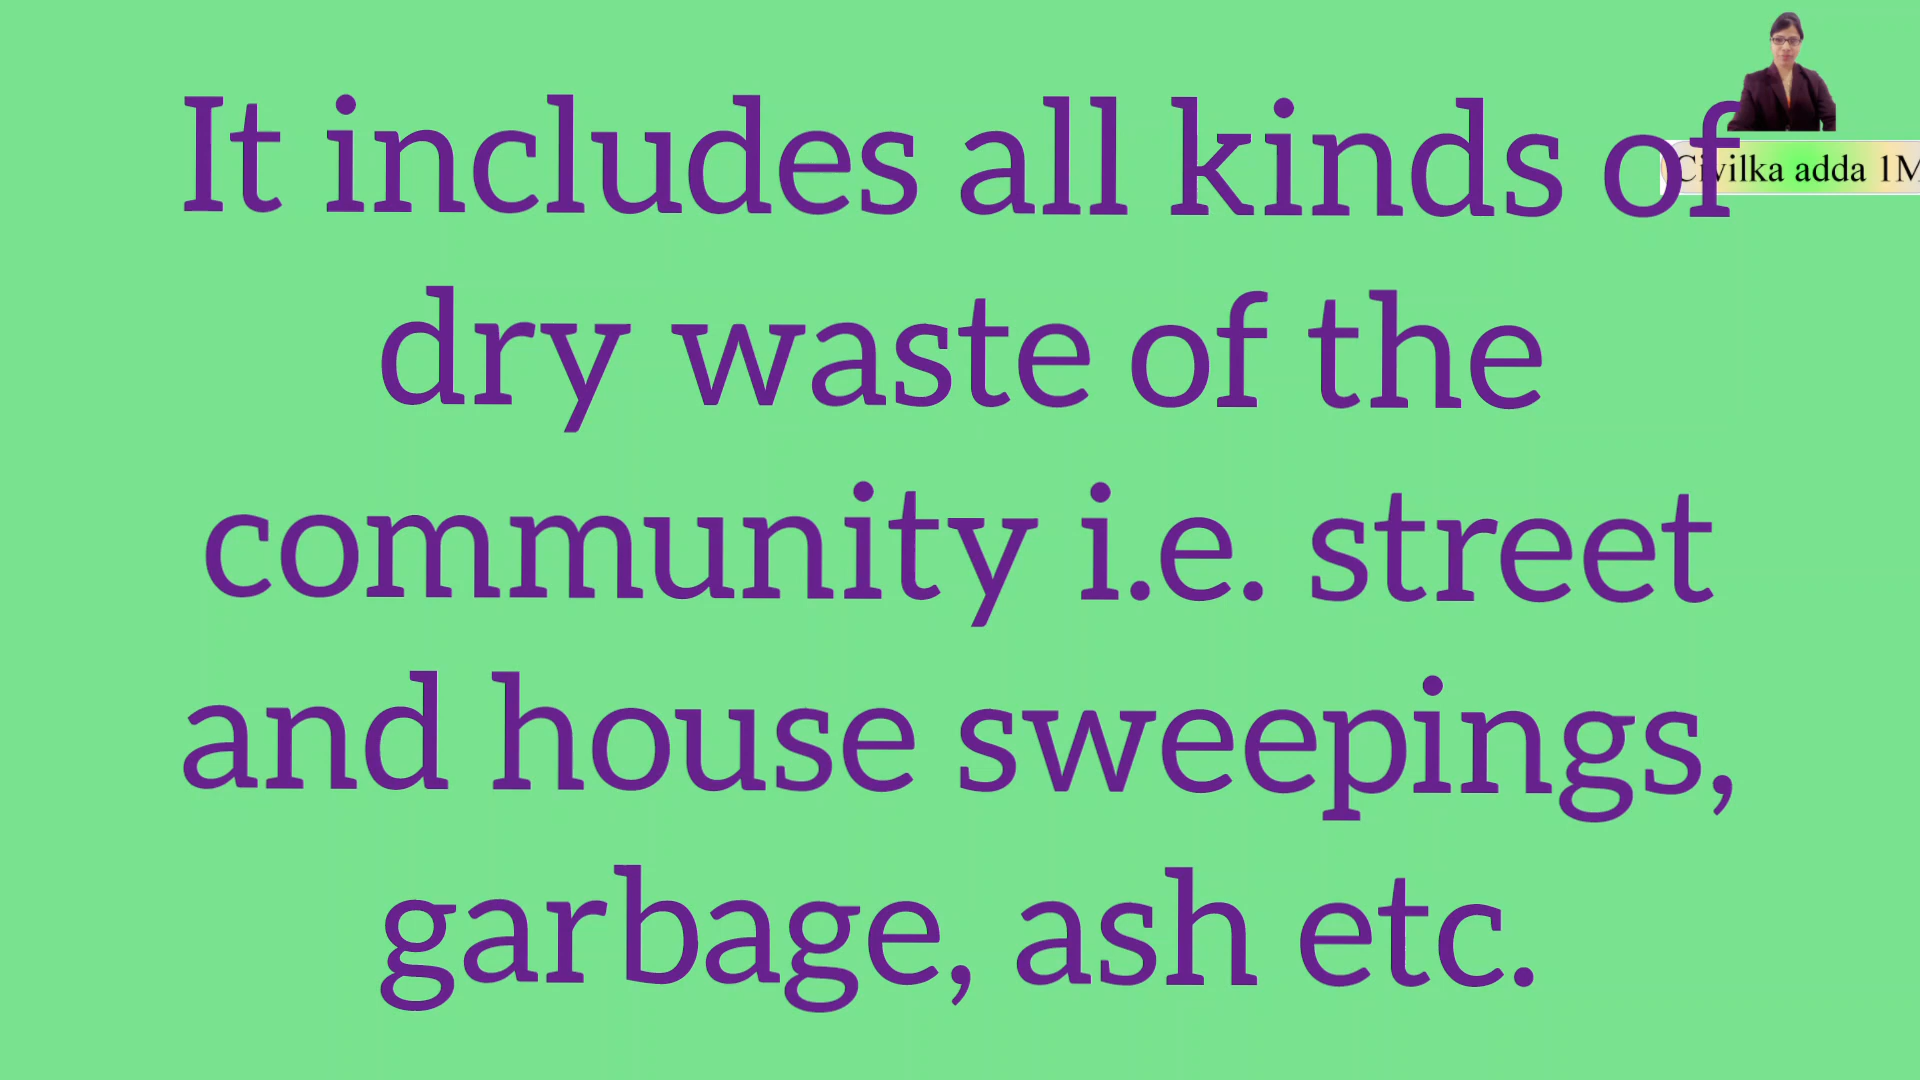 It includes all kinds of
Civilka adda 1M
dry waste of the
community i.e. street
and house sweepings,
garbage, ash etc.